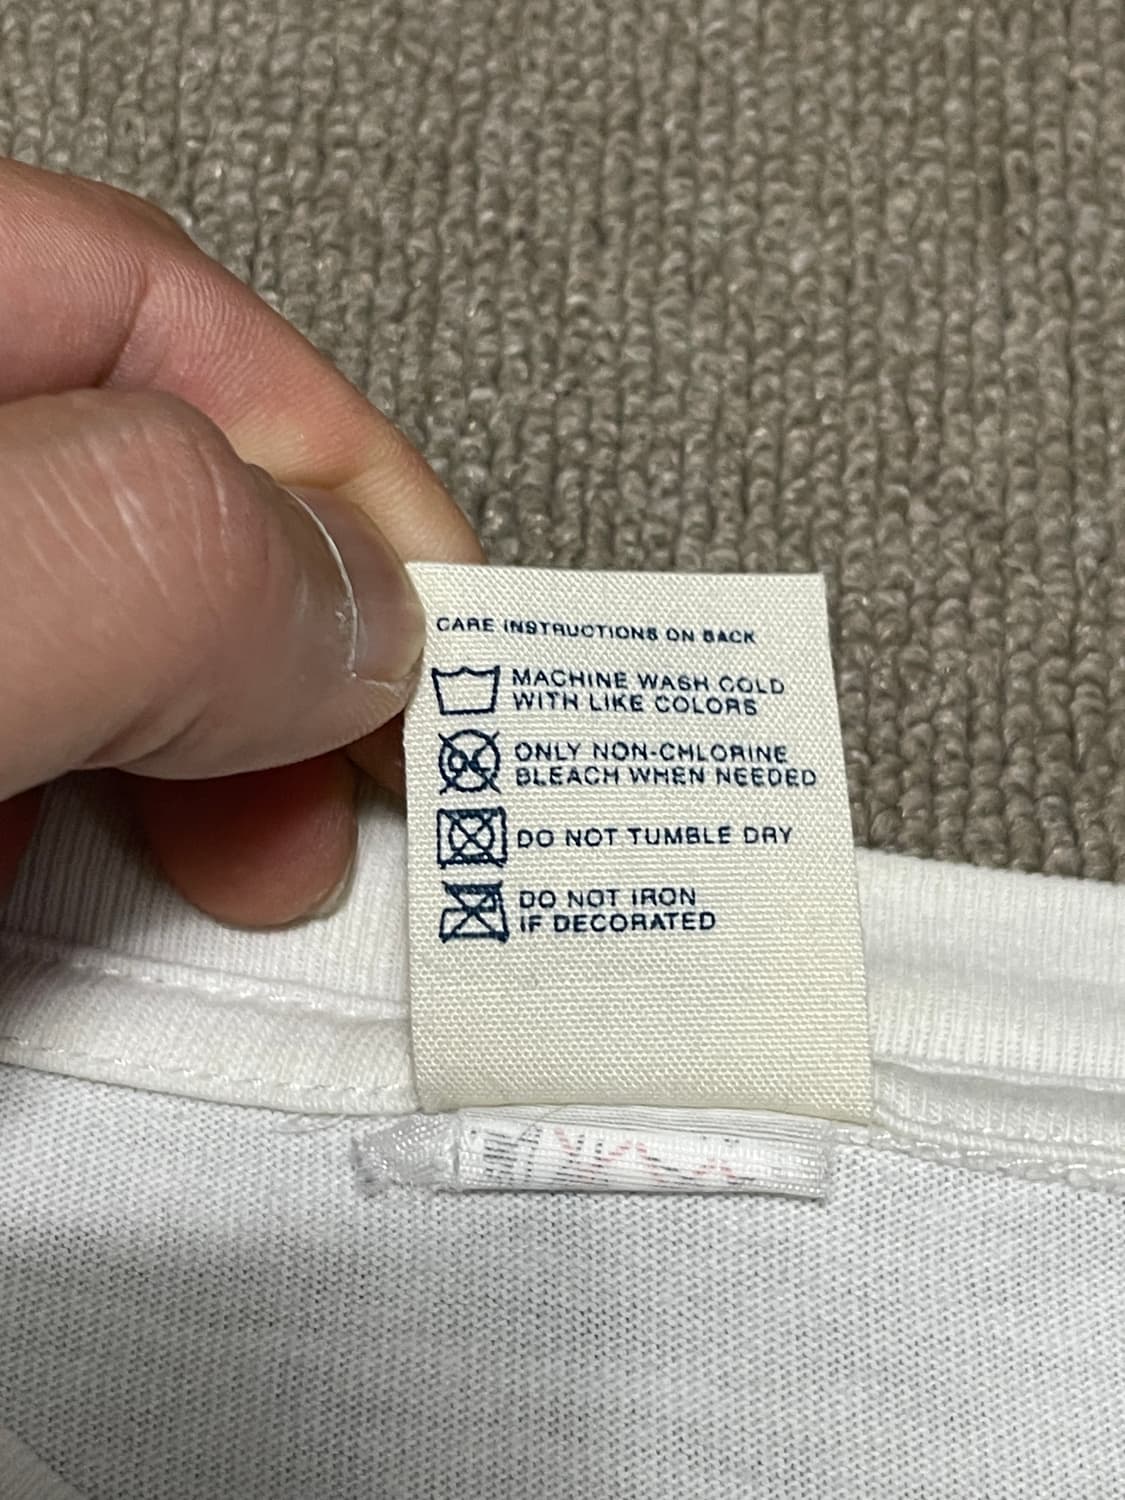 CARE INSTRUCTIONS ON BACK
MACHINE WASH COLD
WITH LIKE COLORS
ONLY NON-CHLORINE
BLEACH WHEN NEEDED
DO NOT TUMBLE DRY
DO NOT IRON
IF DECORATED